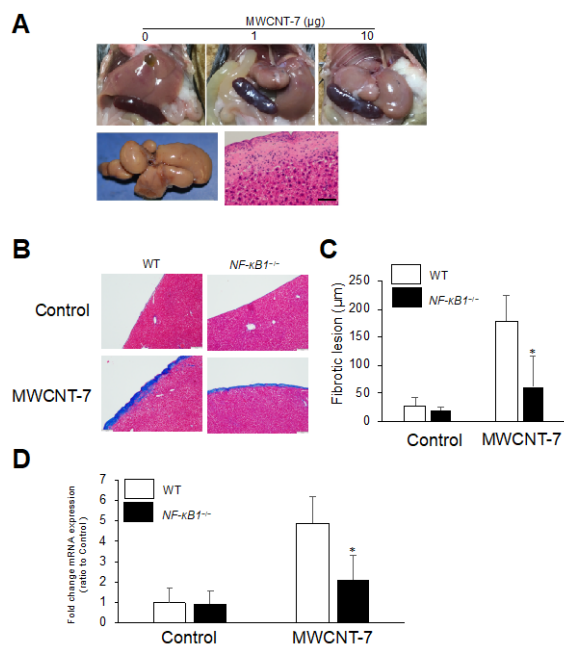 A
MWCNT-7 (μg)
0 1 10
B
WT NF-κB1⁻/⁻
Control
MWCNT-7
C
WT
NF-κB1⁻/⁻
Fibrotic lesion (μm)
250
200
150
100
50
0
*
Control MWCNT-7
D
Fold change mRNA expression
(ratio to Control )
7
6
5
4
3
2
1
0
WT
NF-κB1⁻/⁻
*
Control MWCNT-7